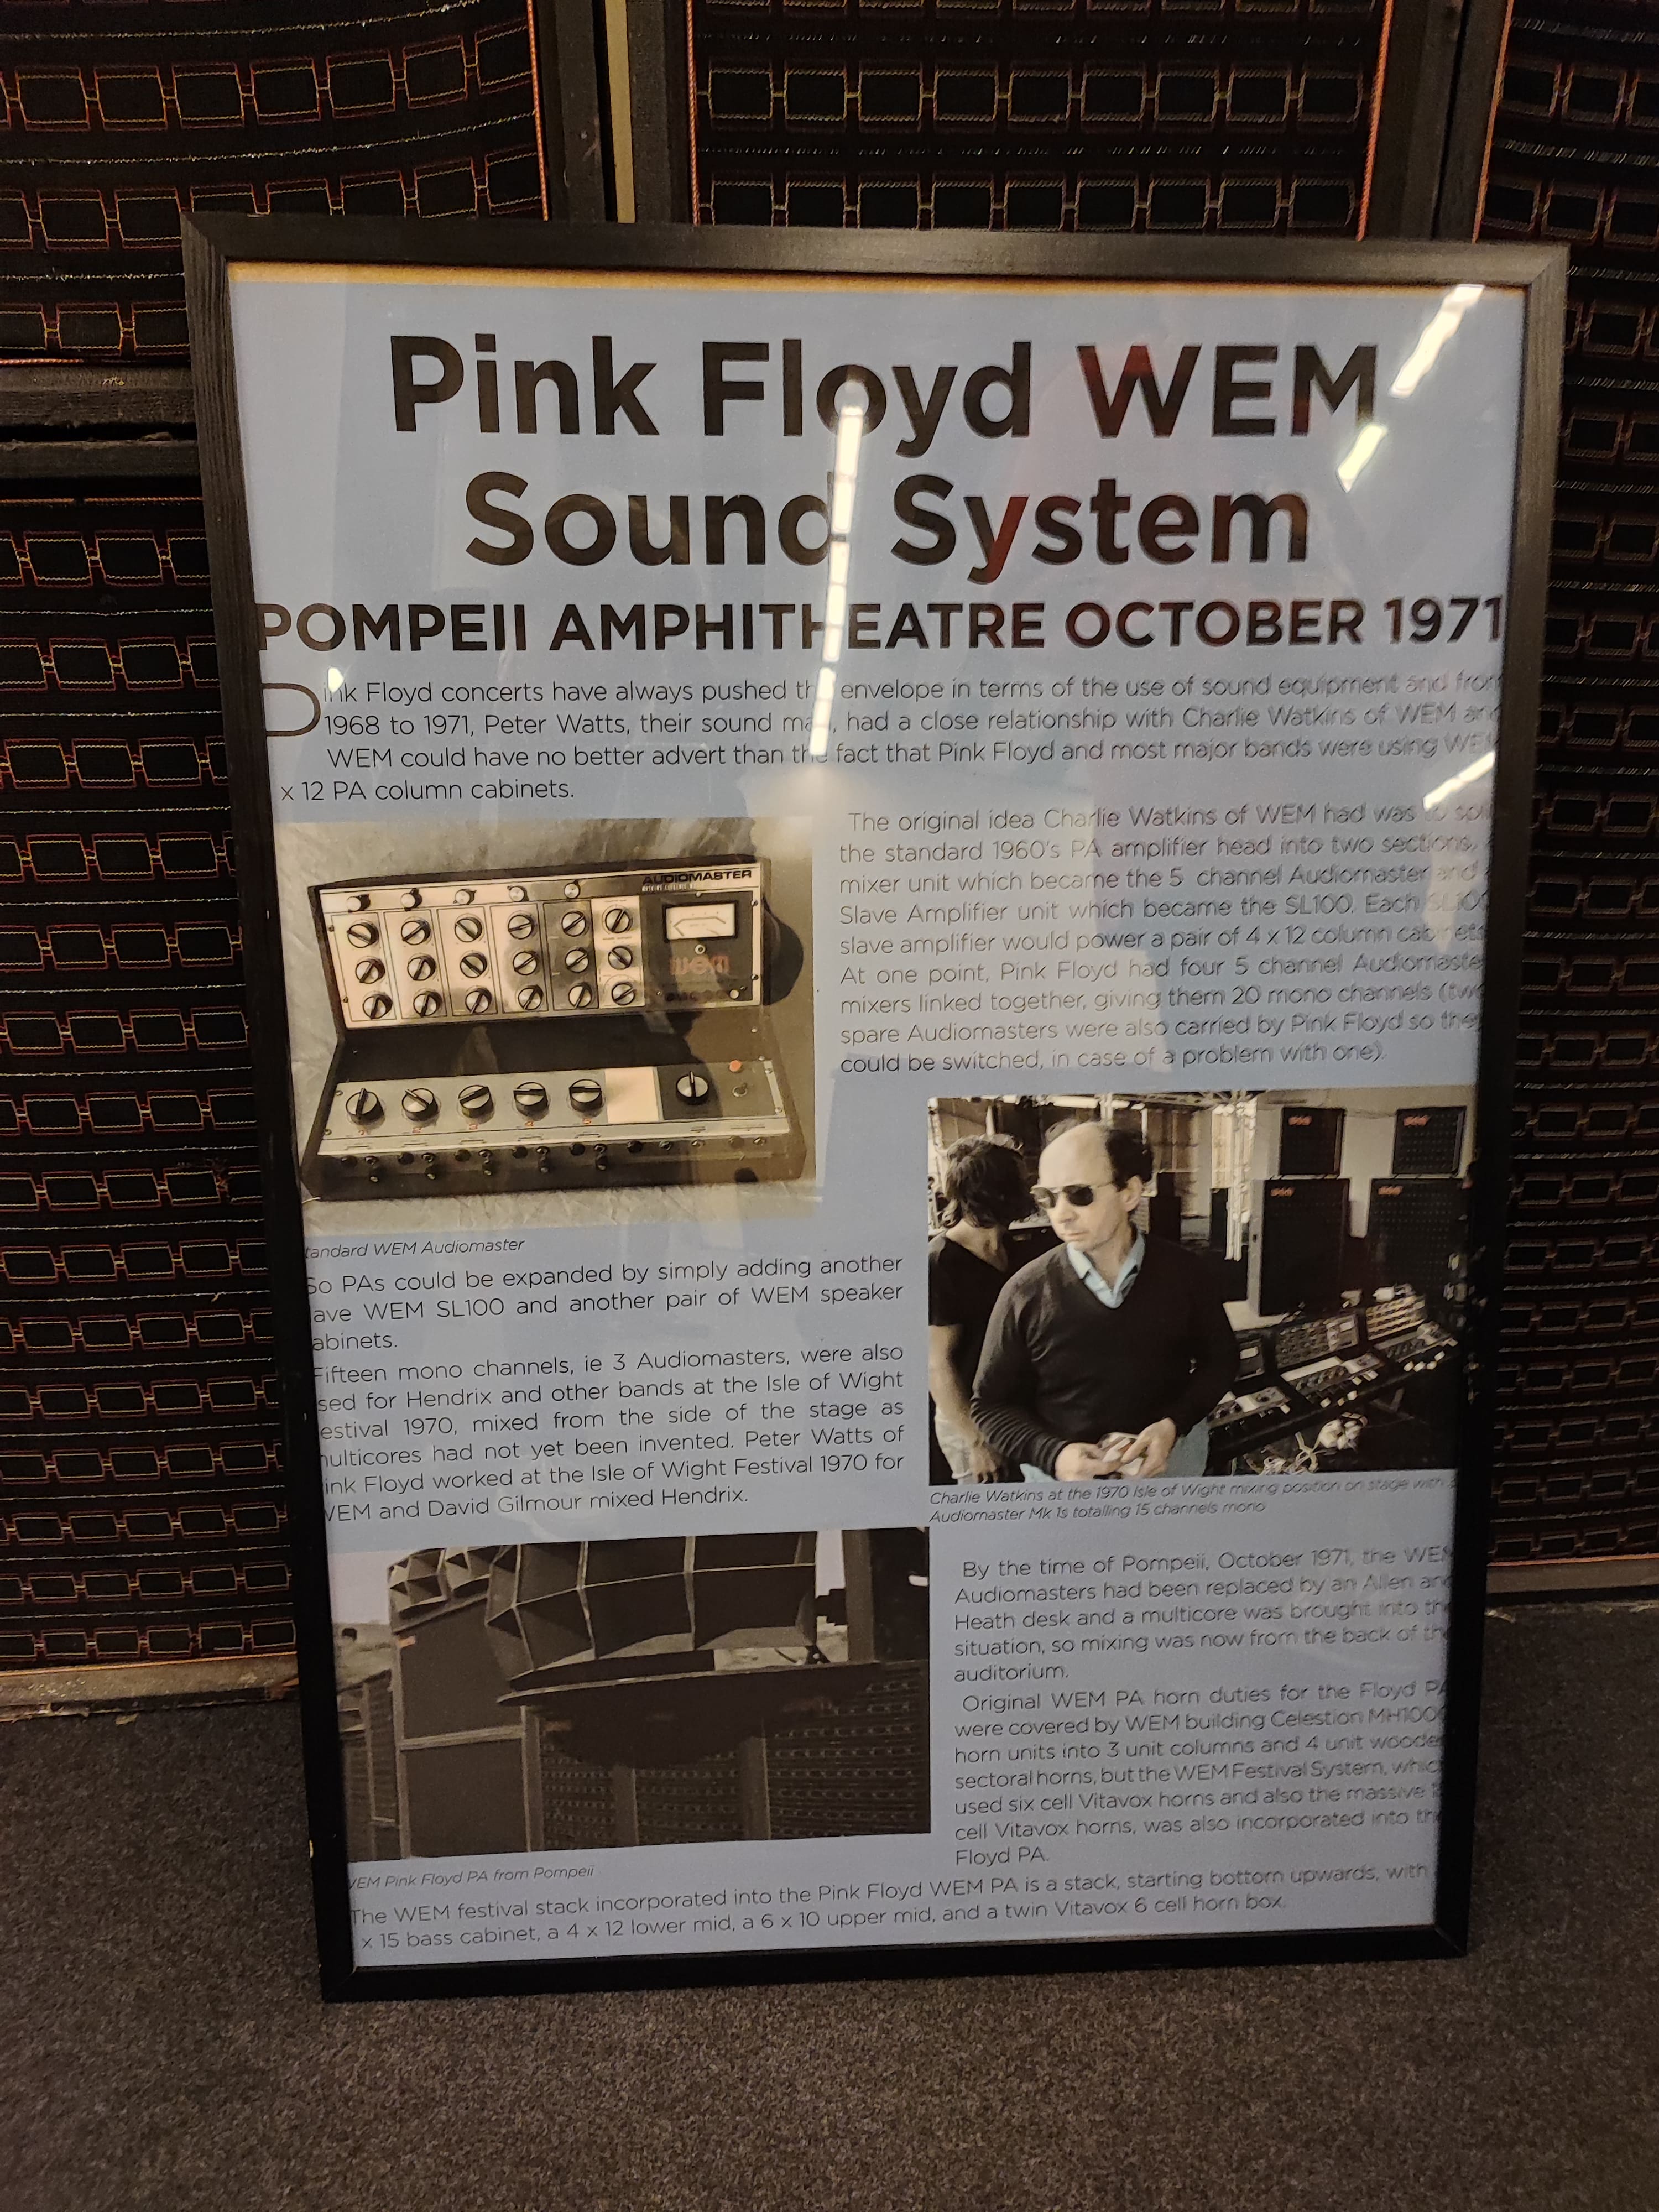 Pink Floyd WEM
Sound System
POMPEII AMPHITHEATRE OCTOBER 1971
Pink Floyd concerts have always pushed the envelope in terms of the use of sound equipment and from
1968 to 1971, Peter Watts, their sound man, had a close relationship with Charlie Watkins of WEM and
WEM could have no better advert than the fact that Pink Floyd and most major bands were using WEM
x 12 PA column cabinets.
The original idea Charlie Watkins of WEM had was to
the standard 1960's PA amplifier head into two sections,
mixer unit which became the 5 channel Audiomaster and
Slave Amplifier unit which became the SL100. Each SL100
slave amplifier would power a pair of 4 x 12 column cabinets
At one point, Pink Floyd had four 5 channel Audiomaste
mixers linked together, giving them 20 mono channels (two
spare Audiomasters were also carried by Pink Floyd so they
could be switched, in case of a problem with one).
AUDIOMASTER
wem
tandard WEM Audiomaster
So PAs could be expanded by simply adding another
ave WEM SL100 and another pair of WEM speaker
abinets.
Fifteen mono channels, ie 3 Audiomasters, were also
sed for Hendrix and other bands at the Isle of Wight
estival 1970, mixed from the side of the stage as
ulticores had not yet been invented. Peter Watts of
ink Floyd worked at the Isle of Wight Festival 1970 for
WEM and David Gilmour mixed Hendrix.
Charlie Watkins at the 1970 Isle of Wight mixing position on stage with
Audiomaster Mk 1s totalling 15 channels mono
By the time of Pompeii, October 1971, the WEM
Audiomasters had been replaced by an Allen and
Heath desk and a multicore was brought into the
situation, so mixing was now from the back of the
auditorium.
Original WEM PA horn duties for the Floyd PA
were covered by WEM building Celestion MH1000
horn units into 3 unit columns and 4 unit woode
sectoral horns, but the WEM Festival System, whic
used six cell Vitavox horns and also the massive
cell Vitavox horns, was also incorporated into the
Floyd PA.
WEM Pink Floyd PA from Pompeii
The WEM festival stack incorporated into the Pink Floyd WEM PA is a stack, starting bottom upwards, with
x 15 bass cabinet, a 4 x 12 lower mid, a 6 x 10 upper mid, and a twin Vitavox 6 cell horn box.